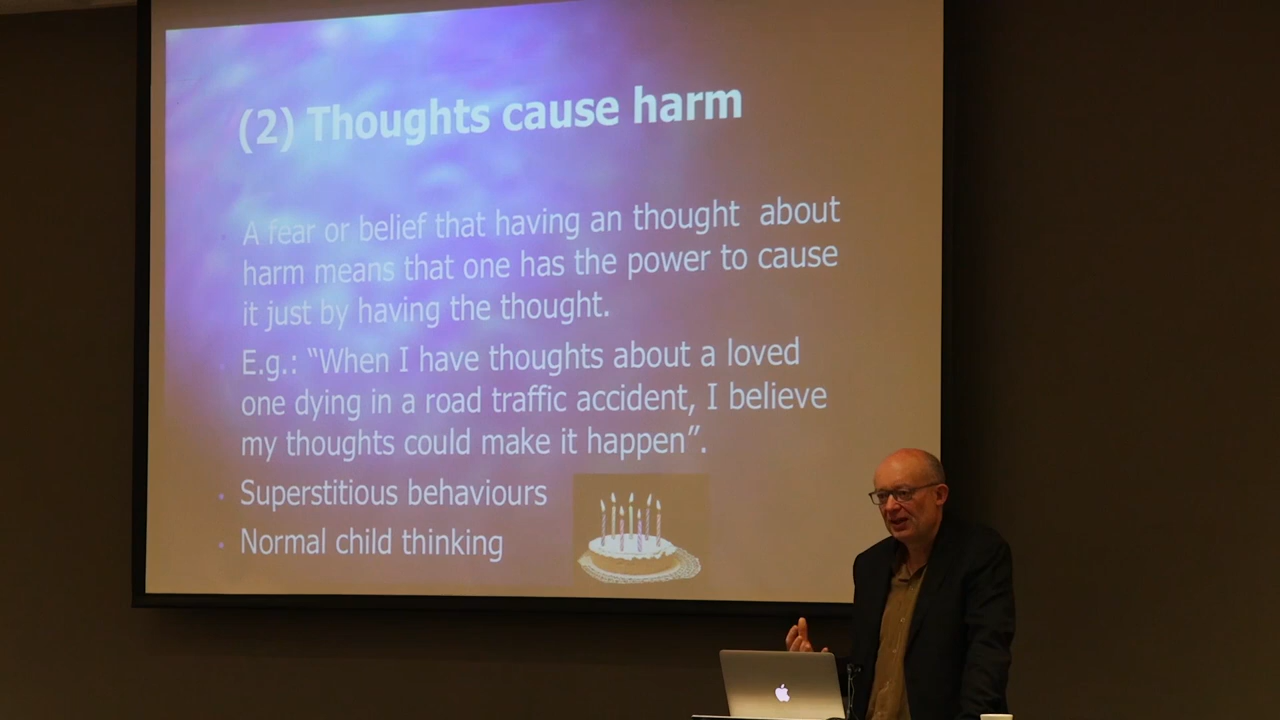 (2) Thoughts cause harm
A fear or belief that having an thought about
harm means that one has the power to cause
it just by having the thought.
E.g.: “When I have thoughts about a loved
one dying in a road traffic accident, I believe
my thoughts could make it happen”.
Superstitious behaviours
Normal child thinking